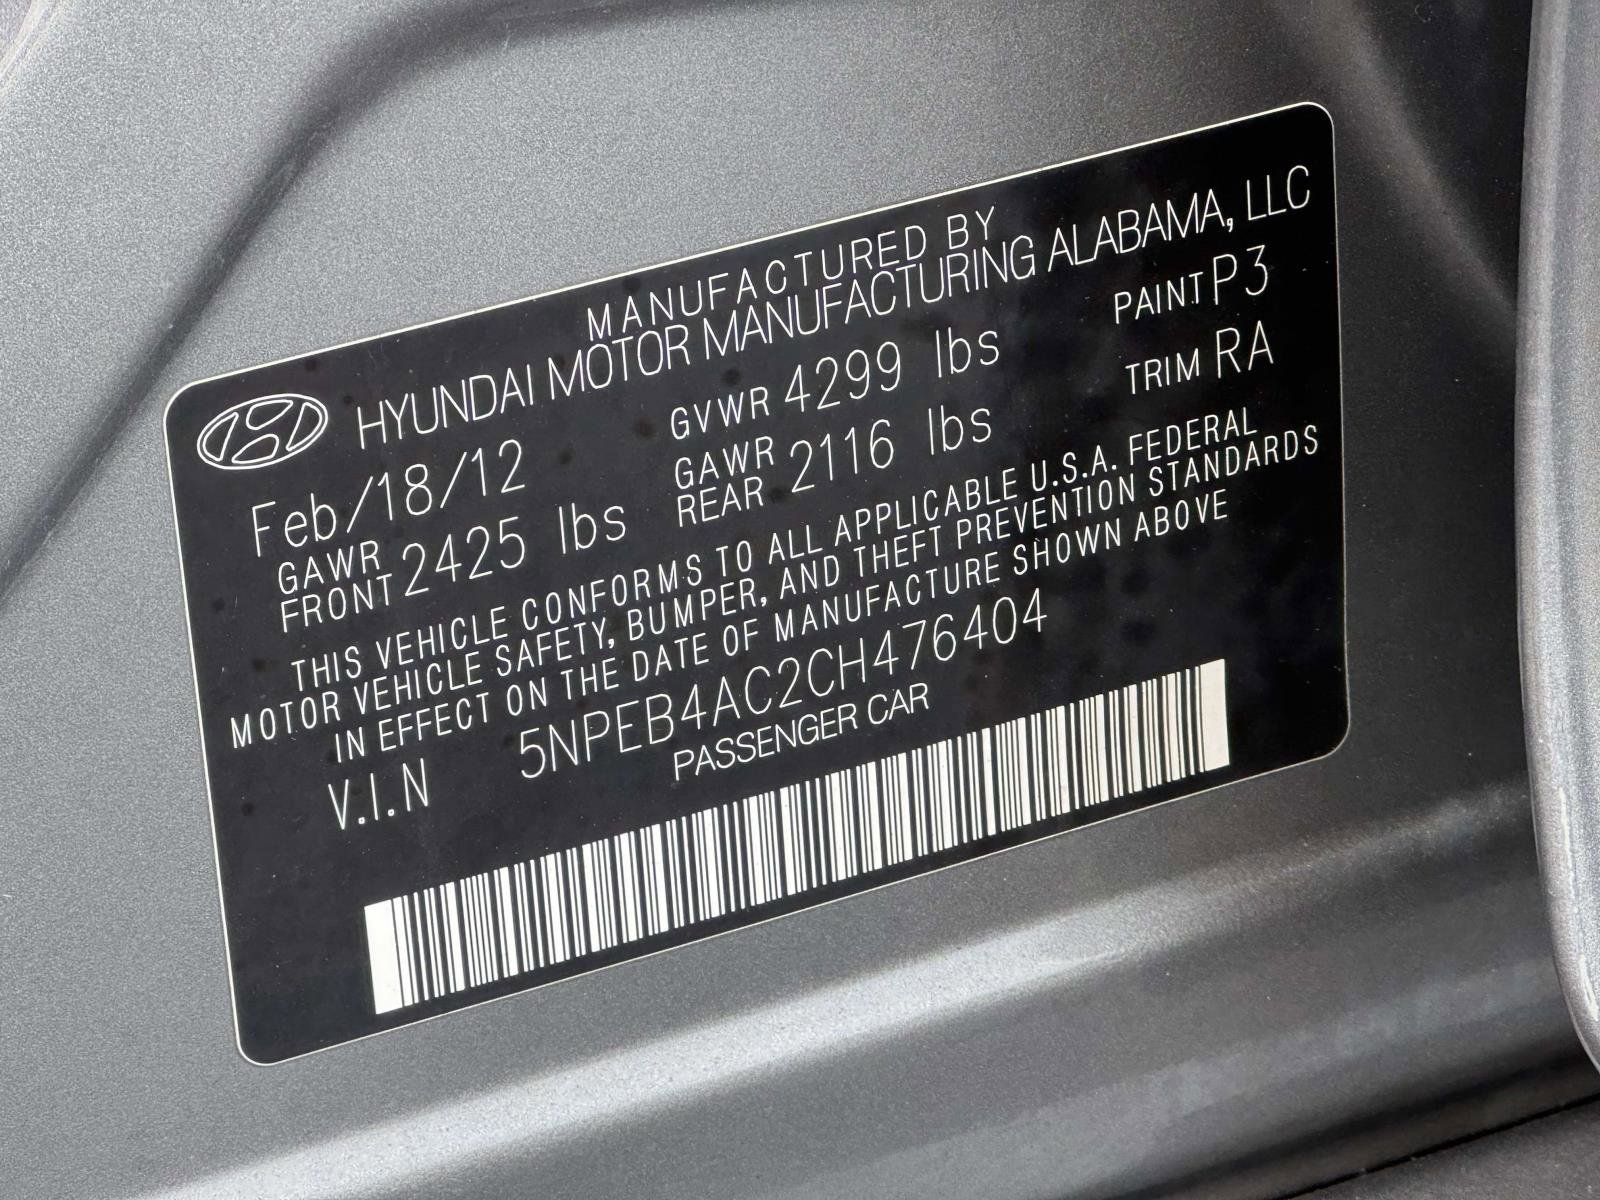 MANUFACTURED BY
HYUNDAI MOTOR MANUFACTURING ALABAMA, LLC
Feb/18/12 GVWR 4299 lbs PAINT P3
GAWR FRONT 2425 lbs GAWR REAR 2116 lbs TRIM RA
THIS VEHICLE CONFORMS TO ALL APPLICABLE U.S.A. FEDERAL
MOTOR VEHICLE SAFETY, BUMPER, AND THEFT PREVENTION STANDARDS
IN EFFECT ON THE DATE OF MANUFACTURE SHOWN ABOVE
V.I.N 5NPEB4AC2CH476404
PASSENGER CAR